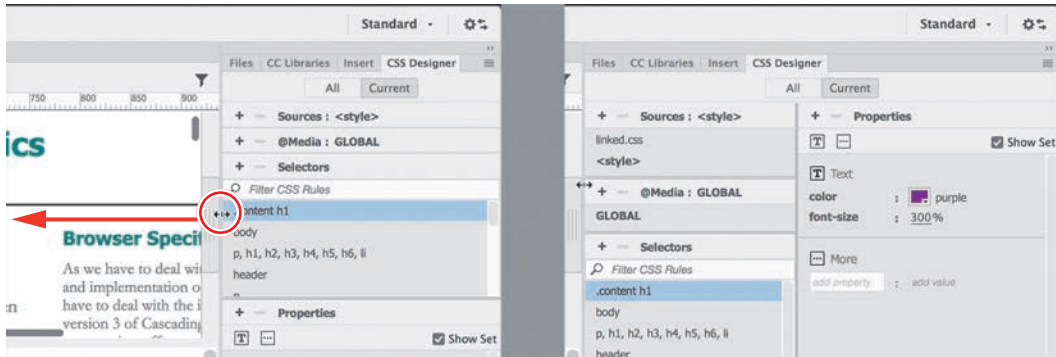 Standard
Files CC Libraries Insert CSS Designer
All Current
750 800 850 900
+ − Sources : <style>
+ − @Media : GLOBAL
ics
+ − Selectors
Filter CSS Rules
.content h1
body
Browser Specif
p, h1, h2, h3, h4, h5, h6, li
As we have to deal wit
header
and implementation o
en have to deal with the i
+ − Properties
version 3 of Cascading
T Show Set
Standard
Files CC Libraries Insert CSS Designer
All Current
+ − Sources : <style>
linked.css
<style>
+ − @Media : GLOBAL
GLOBAL
+ − Selectors
Filter CSS Rules
.content h1
body
p, h1, h2, h3, h4, h5, h6, li
header
+ − Properties
T Show Set
T Text
color : purple
font-size : 300%
More
add property : add value